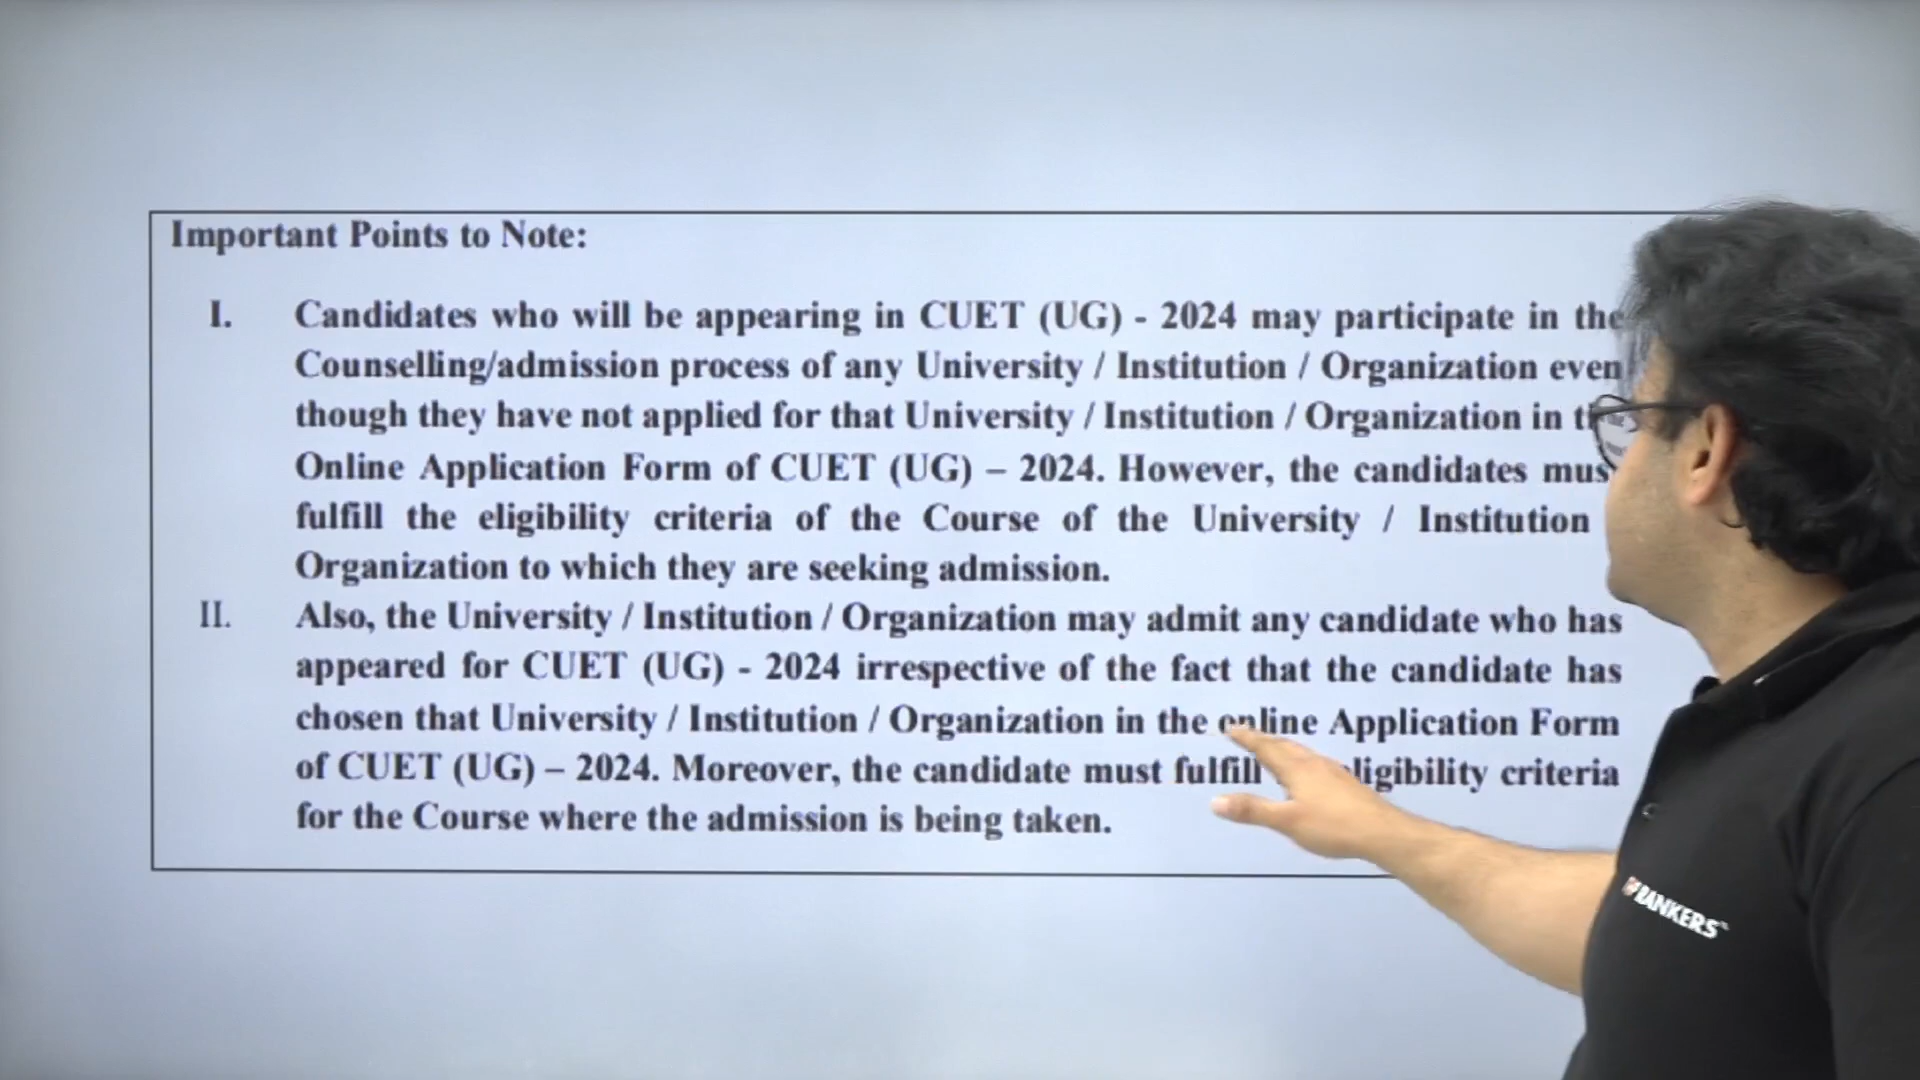 Important Points to Note:
I. Candidates who will be appearing in CUET (UG) - 2024 may participate in the
Counselling/admission process of any University / Institution / Organization even
though they have not applied for that University / Institution / Organization in
Online Application Form of CUET (UG) – 2024. However, the candidates
fulfill the eligibility criteria of the Course of the University / Institution
Organization to which they are seeking admission.
II. Also, the University / Institution / Organization may admit any candidate who has
appeared for CUET (UG) - 2024 irrespective of the fact that the candidate has
chosen that University / Institution / Organization in the online Application Form
of CUET (UG) – 2024. Moreover, the candidate must fulfill criteria
for the Course where the admission is being taken.
BANKERS